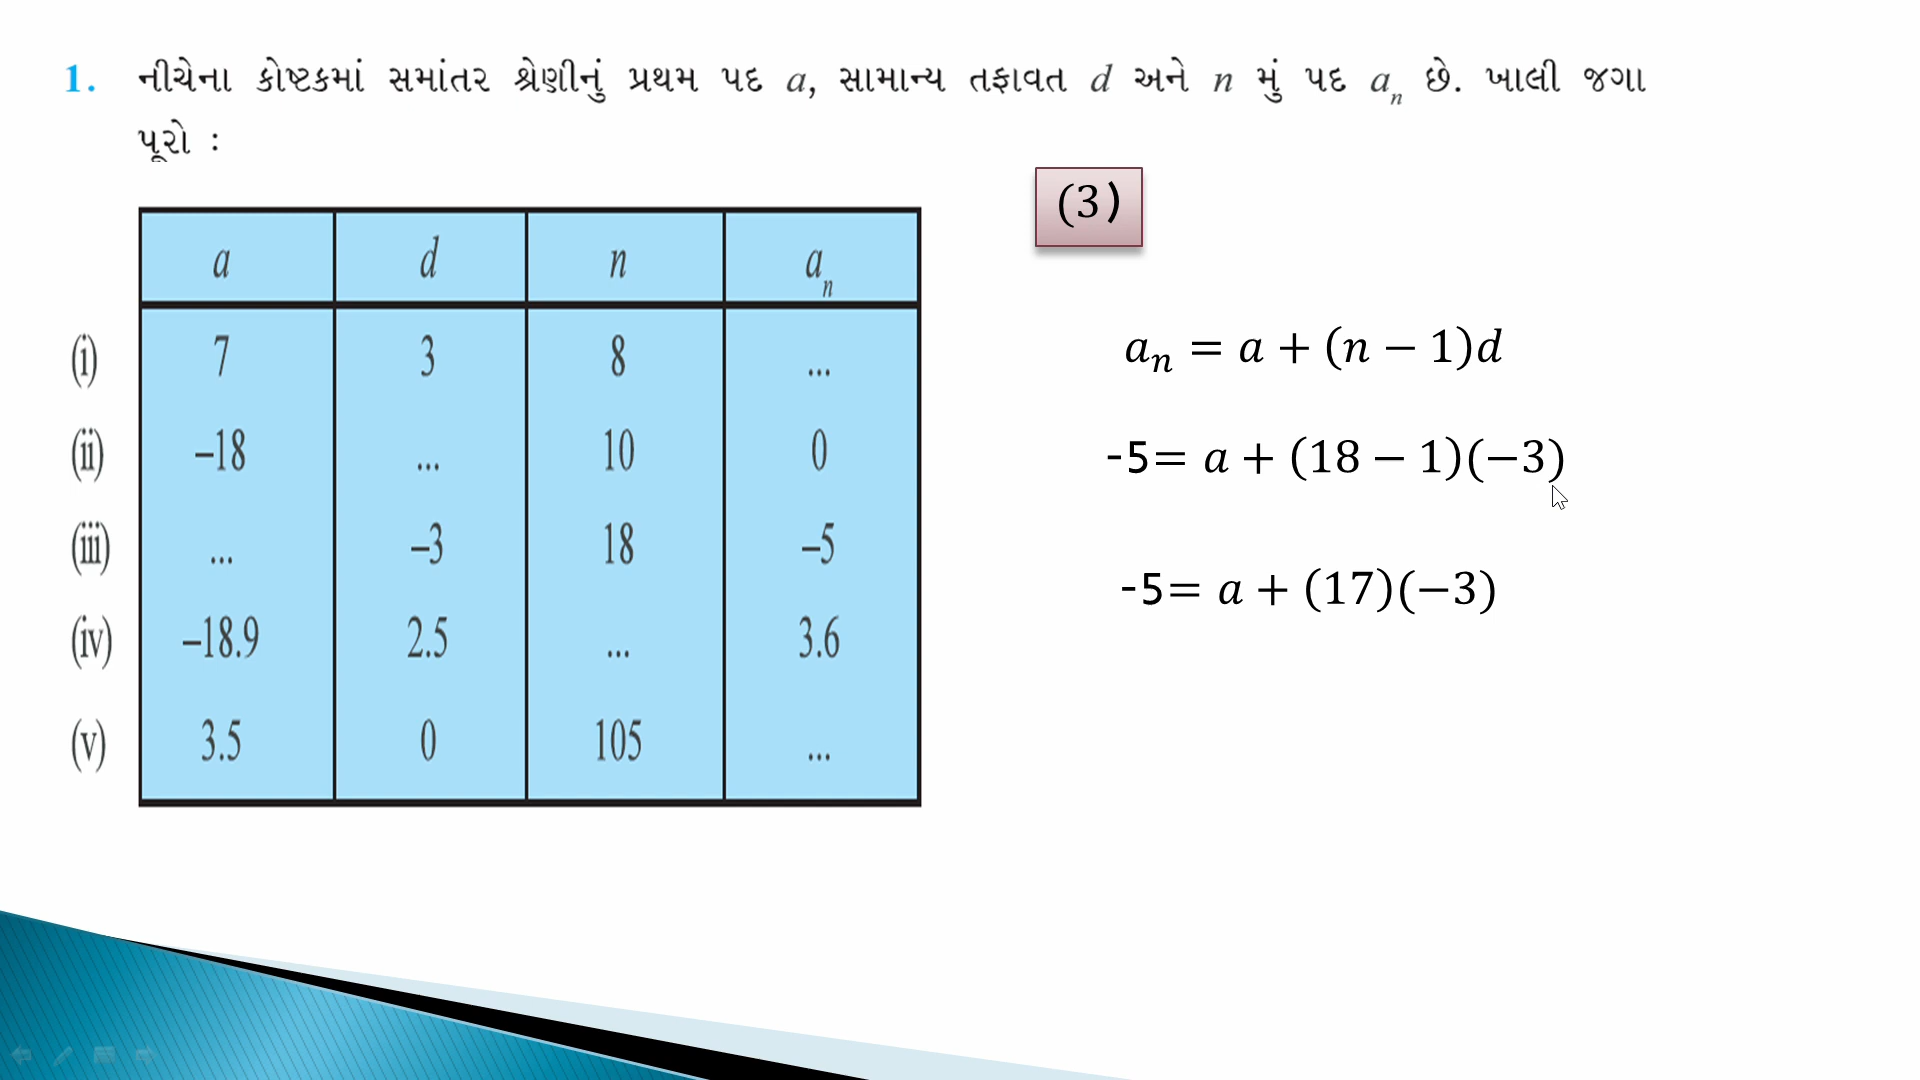 1. નીચેના કોષ્ટકમાં સમાંતર શ્રેણીનું પ્રથમ પદ a, સામાન્ય તફાવત d અને n મું પદ aₙ છે. ખાલી જગા
પૂરો :
(3)
a d n aₙ
(i) 7 3 8 ...
(ii) –18 ... 10 0
(iii) ... –3 18 –5
(iv) –18.9 2.5 ... 3.6
(v) 3.5 0 105 ...
aₙ = a + (n − 1)d
-5= a + (18 − 1)(−3)
-5= a + (17)(−3)